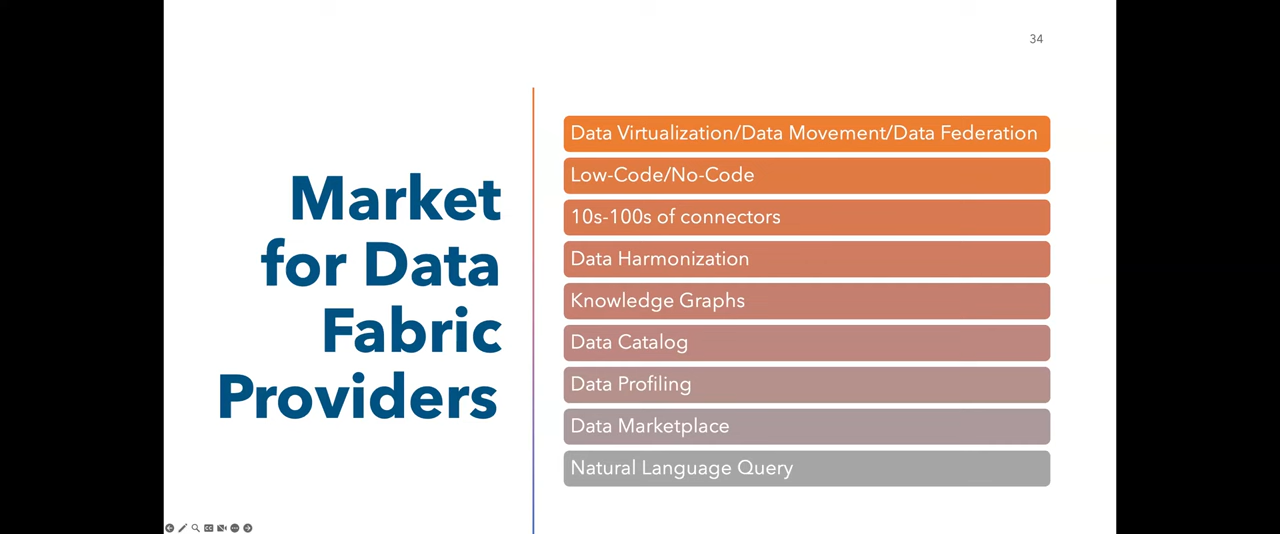 34
Market
for Data
Fabric
Providers
Data Virtualization/Data Movement/Data Federation
Low-Code/No-Code
10s-100s of connectors
Data Harmonization
Knowledge Graphs
Data Catalog
Data Profiling
Data Marketplace
Natural Language Query